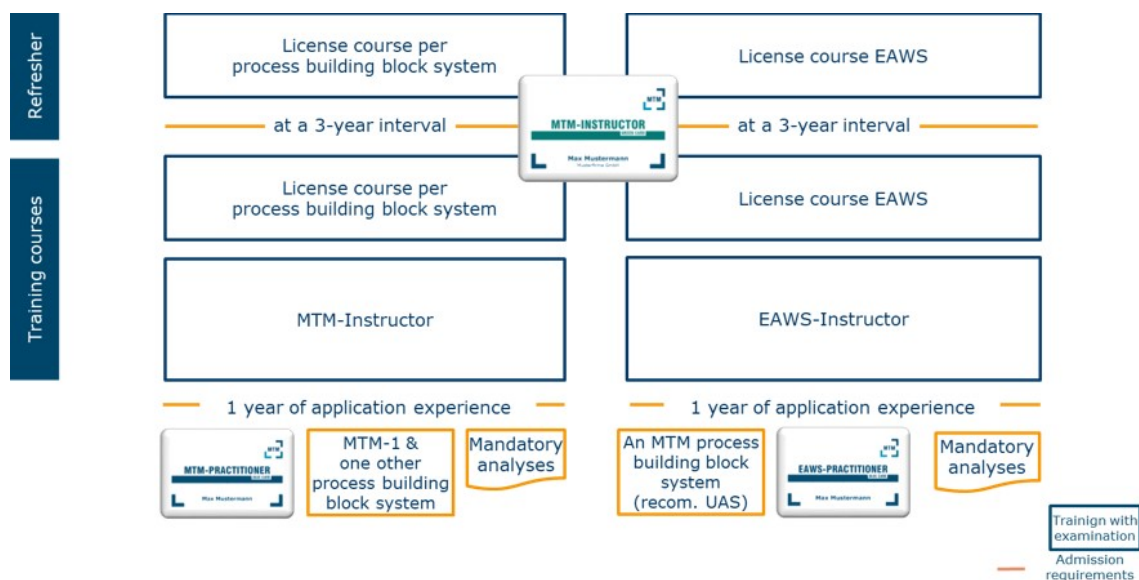 Refresher
License course per
process building block system
License course EAWS
MTM
MTM-INSTRUCTOR
Max Mustermann
at a 3-year interval
at a 3-year interval
Training courses
License course per
process building block system
License course EAWS
MTM-Instructor
EAWS-Instructor
1 year of application experience
1 year of application experience
MTM
MTM-PRACTITIONER
Max Mustermann
MTM-1 &
one other
process building
block system
Mandatory
analyses
An MTM process
building block
system
(recom. UAS)
MTM
EAWS-PRACTITIONER
Max Mustermann
Mandatory
analyses
Trainign with
examination
Admission
requirements